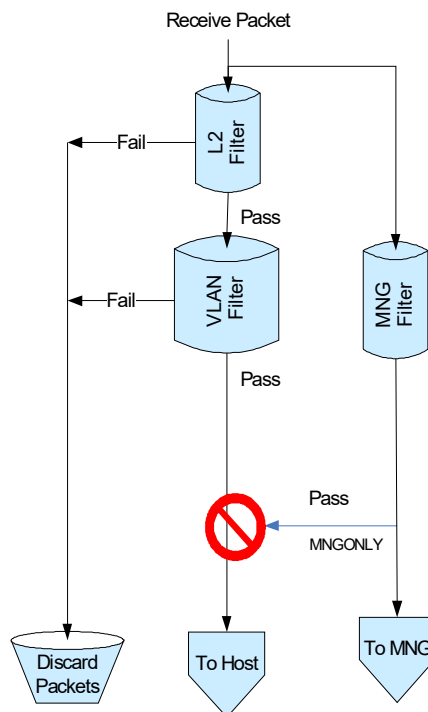 Receive Packet
L2
Filter
Fail
Pass
VLAN
Filter
MNG
Filter
Fail
Pass
Pass
MNGONLY
Discard
Packets
To Host
To MNG